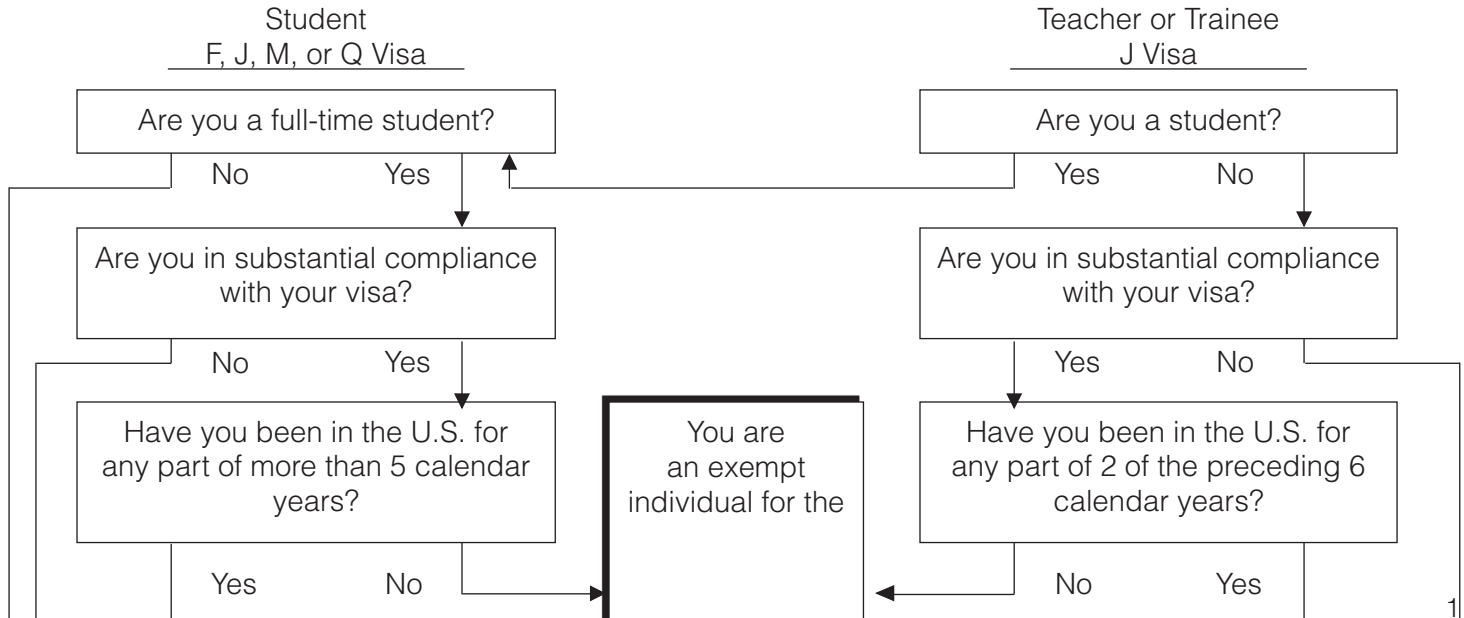 Student
F, J, M, or Q Visa
Are you a full-time student?
No
Yes
Are you in substantial compliance
with your visa?
No
Yes
Have you been in the U.S. for
any part of more than 5 calendar
years?
Yes
No
You are
an exempt
individual for the
Teacher or Trainee
J Visa
Are you a student?
Yes
No
Are you in substantial compliance
with your visa?
Yes
No
Have you been in the U.S. for
any part of 2 of the preceding 6
calendar years?
No
Yes
1